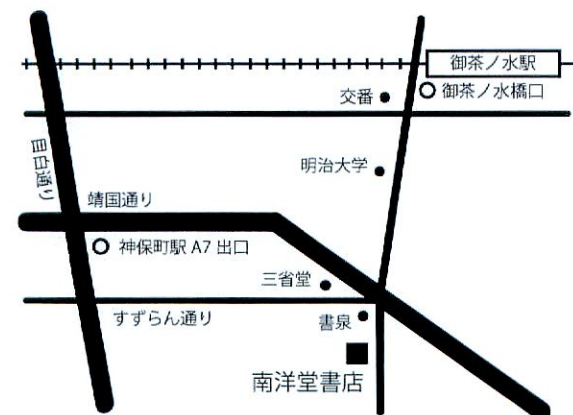 御茶ノ水駅
交番
御茶ノ水橋口
目白通り
明治大学
靖国通り
神保町駅 A7 出口
三省堂
すずらん通り
書泉
南洋堂書店